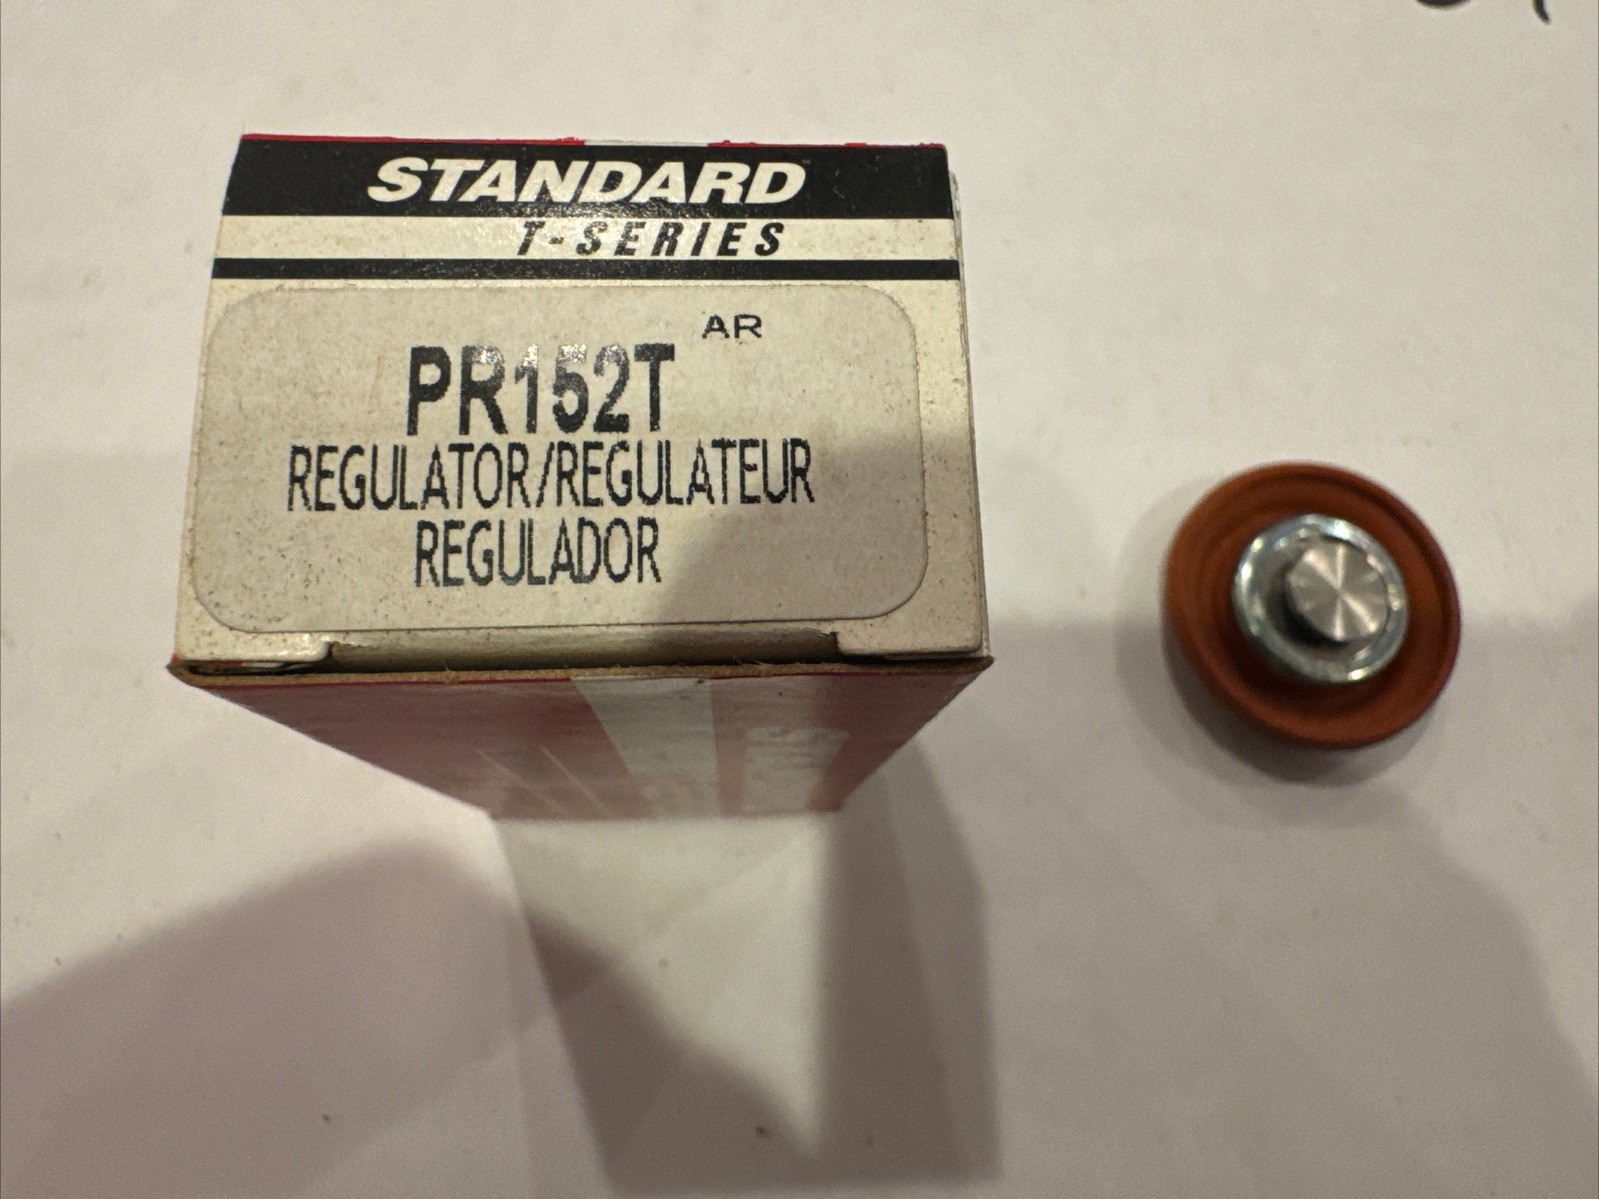 STANDARD
T-SERIES
AR
PR152T
REGULATOR/REGULATEUR
REGULADOR